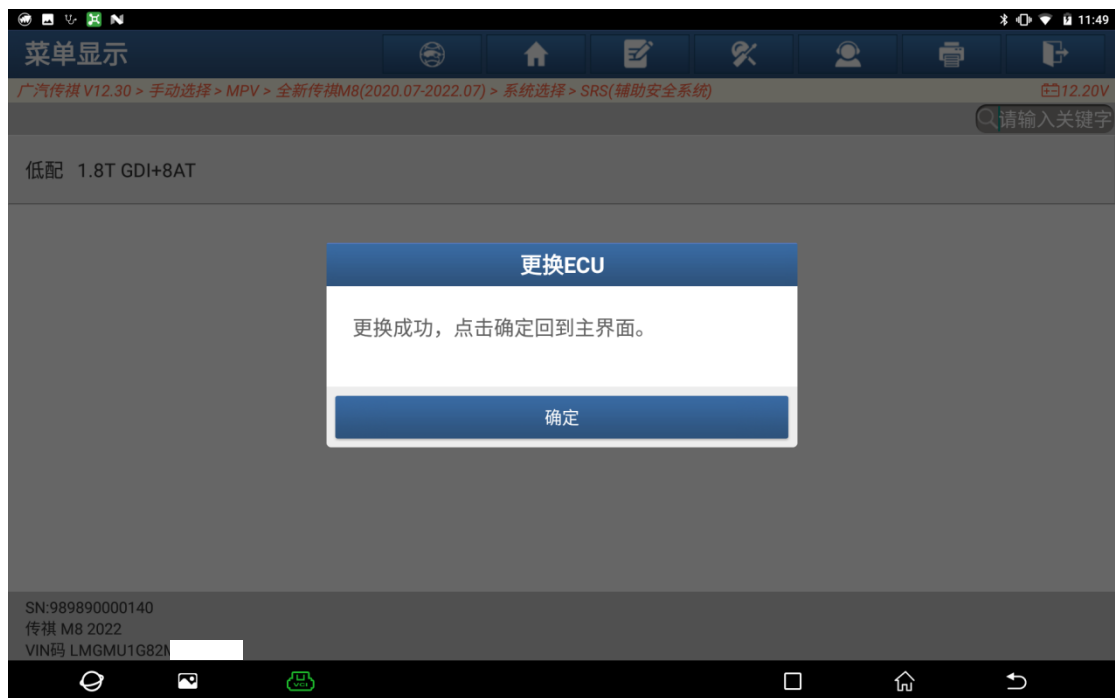 11:49
菜单显示
广汽传祺 V12.30 > 手动选择 > MPV > 全新传祺M8(2020.07-2022.07) > 系统选择 > SRS(辅助安全系统)
12.20V
请输入关键字
低配 1.8T GDI+8AT
更换ECU
更换成功，点击确定回到主界面。
确定
SN:989890000140
传祺 M8 2022
VIN码 LMGMU1G82
VCI